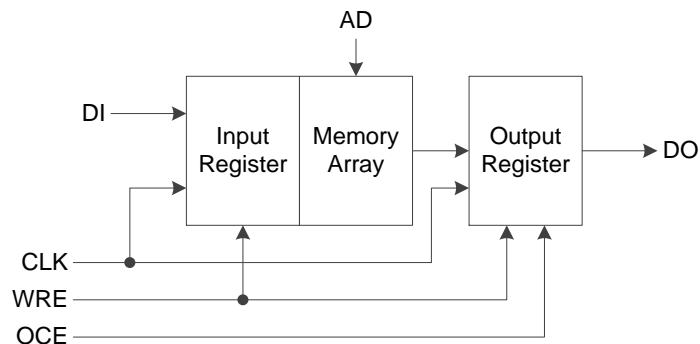 AD
DI
Input
Register
Memory
Array
Output
Register
DO
CLK
WRE
OCE